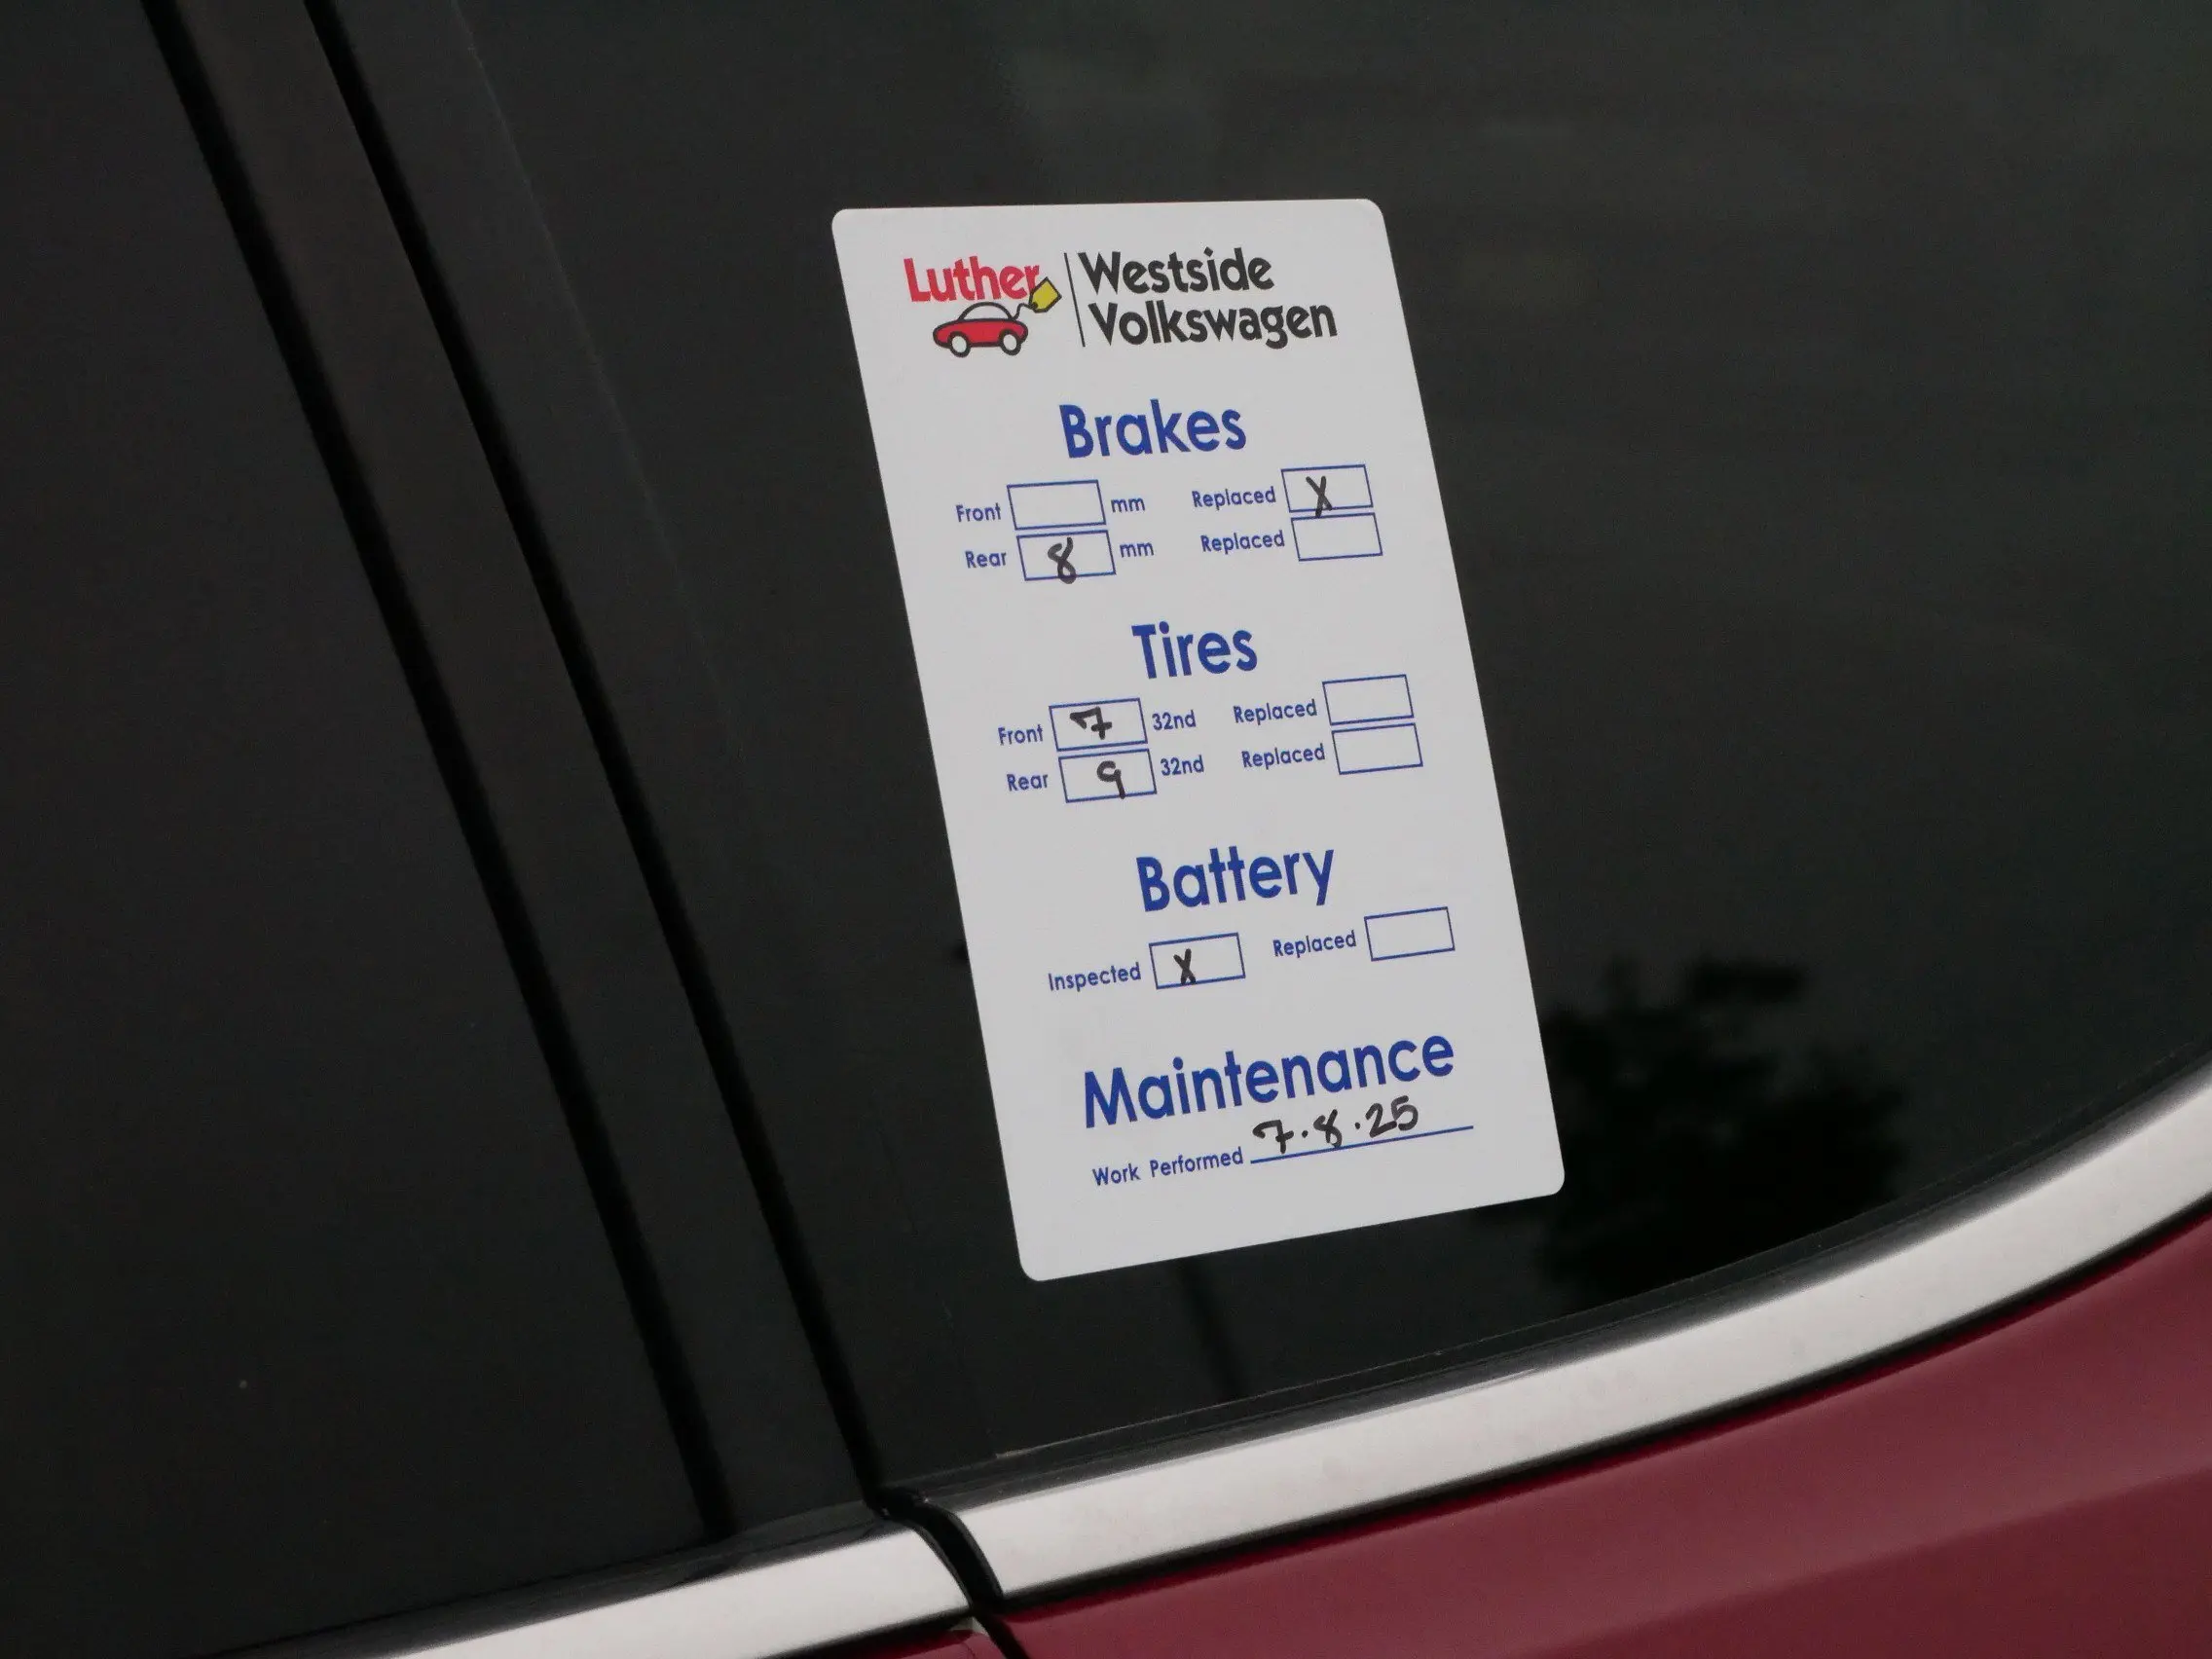 Luther Westside
Volkswagen
Brakes
Front mm Replaced X
Rear 8 mm Replaced
Tires
Front 7 32nd Replaced
Rear 9 32nd Replaced
Battery
Inspected X Replaced
Maintenance
Work Performed 7.8.25